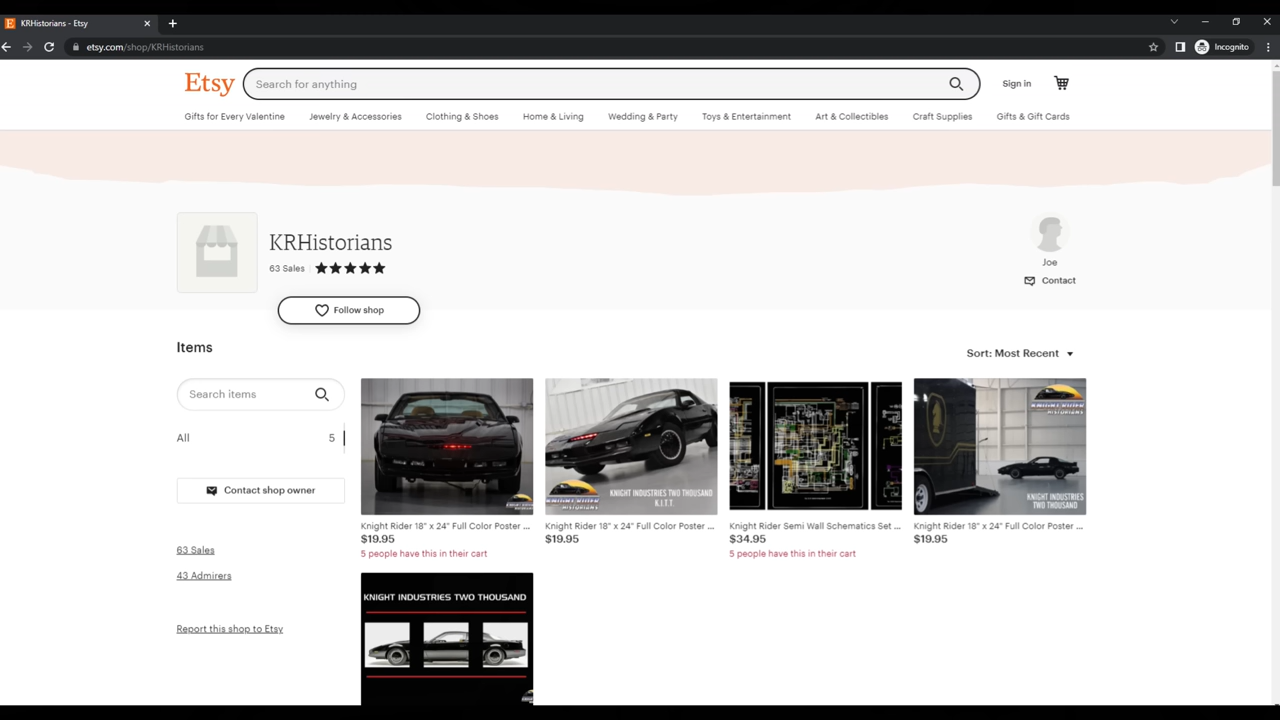 KRHistorians - Etsy
etsy.com/shop/KRHistorians
Incognito
Etsy
Search for anything
Sign in
Gifts for Every Valentine
Jewelry & Accessories
Clothing & Shoes
Home & Living
Wedding & Party
Toys & Entertainment
Art & Collectibles
Craft Supplies
Gifts & Gift Cards
KRHistorians
63 Sales
Follow shop
Joe
Contact
Items
Sort: Most Recent
Search items
All 5
Contact shop owner
63 Sales
43 Admirers
Report this shop to Etsy
Knight Rider 18" x 24" Full Color Poster ...
$19.95
5 people have this in their cart
KNIGHT RIDER
HISTORIANS
KNIGHT INDUSTRIES TWO THOUSAND
K I T T
Knight Rider 18" x 24" Full Color Poster ...
$19.95
Knight Rider Semi Wall Schematics Set ...
$34.95
5 people have this in their cart
KNIGHT RIDER
HISTORIANS
KNIGHT INDUSTRIES
TWO THOUSAND
Knight Rider 18" x 24" Full Color Poster ...
$19.95
KNIGHT INDUSTRIES TWO THOUSAND